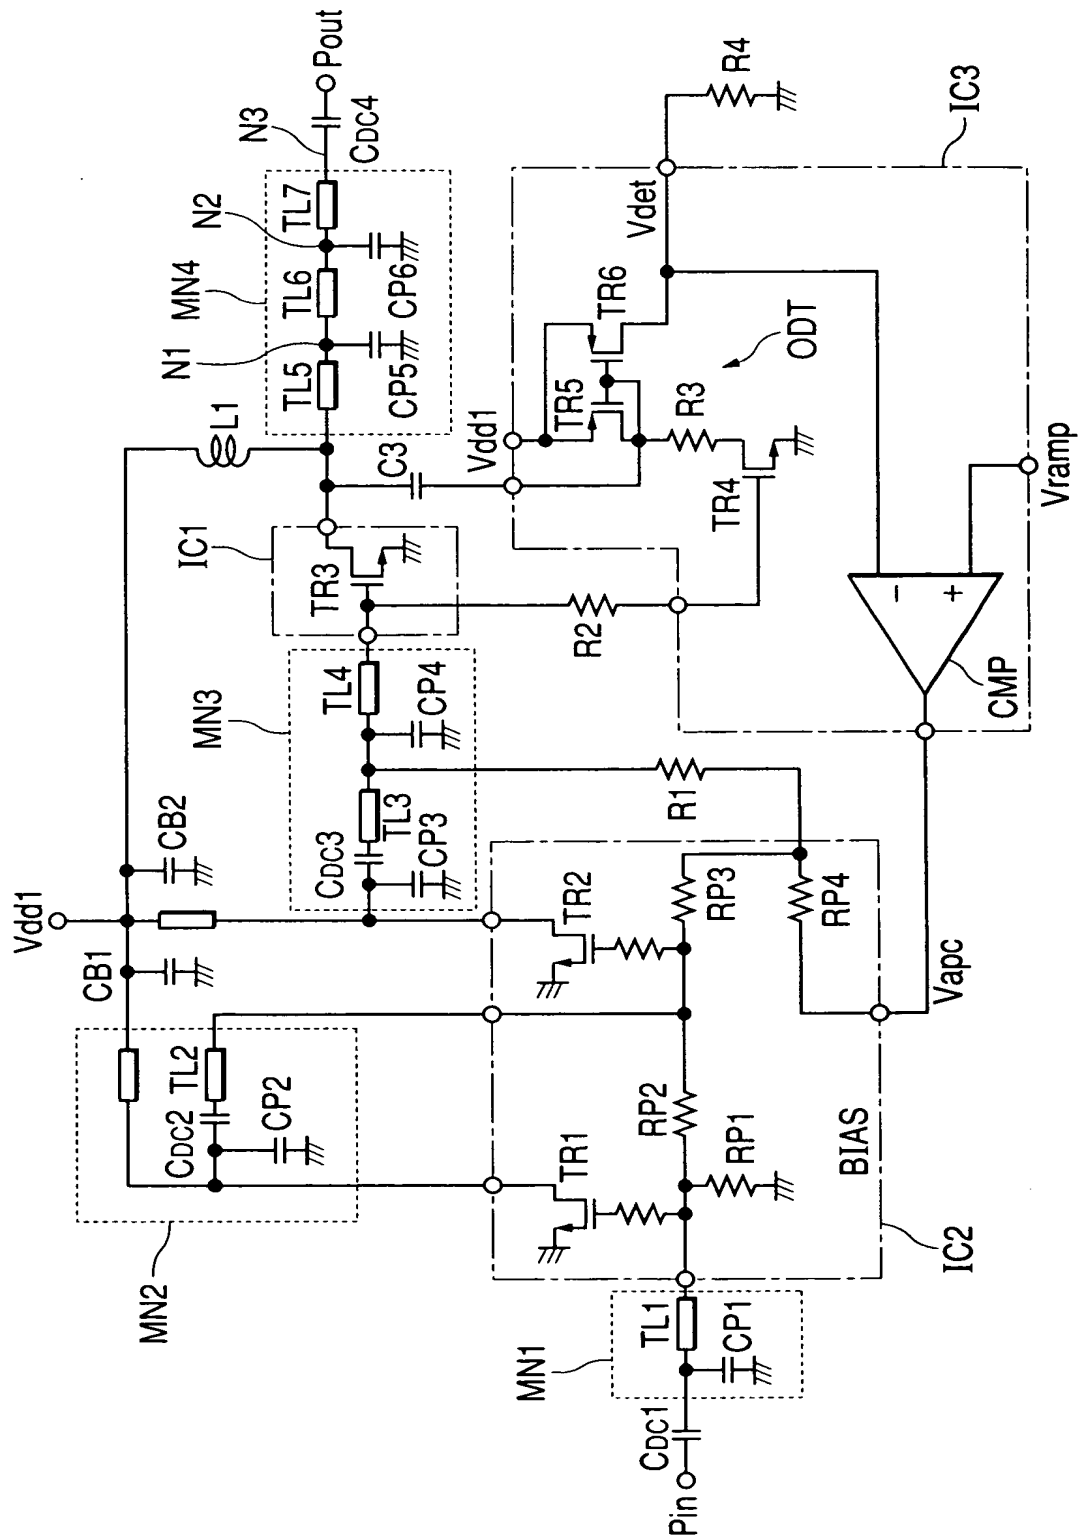 Pin
CDC1
MN1
TL1
CP1
MN2
CDC2
TL2
CP2
CB1
Vdd1
CB2
TR1
RP1
RP2
BIAS
IC2
TR2
RP3
RP4
Vapc
MN3
CDC3
TL3
CP3
TL4
CP4
R1
IC1
TR3
R2
L1
C3
N1
MN4
N2
TL5
TL6
TL7
CP5
CP6
N3
CDC4
Pout
Vdd1
TR5
TR6
R3
TR4
ODT
Vdet
R4
IC3
-
+
CMP
Vramp